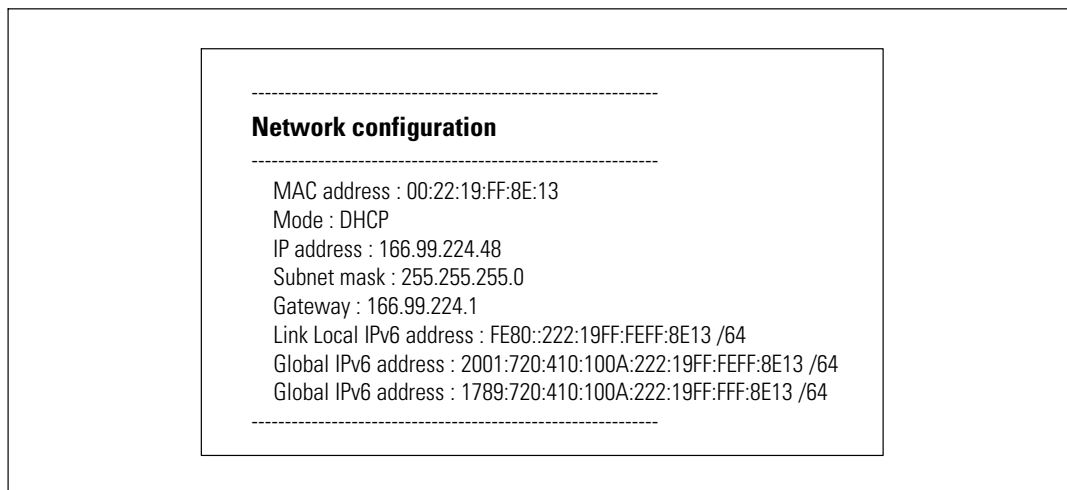 ------------------------------------------------------------
Network configuration
------------------------------------------------------------
MAC address : 00:22:19:FF:8E:13
Mode : DHCP
IP address : 166.99.224.48
Subnet mask : 255.255.255.0
Gateway : 166.99.224.1
Link Local IPv6 address : FE80::222:19FF:FEFF:8E13 /64
Global IPv6 address : 2001:720:410:100A:222:19FF:FEFF:8E13 /64
Global IPv6 address : 1789:720:410:100A:222:19FF:FFF:8E13 /64
------------------------------------------------------------